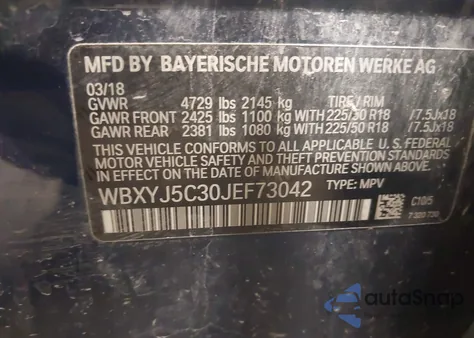 MFD BY BAYERISCHE MOTOREN WERKE AG
03/18
GVWR 4729 lbs 2145 kg TIRE/RIM
GAWR FRONT 2425 lbs 1100 kg WITH 225/50 R18 /7.5Jx18
GAWR REAR 2381 lbs 1080 kg WITH 225/50 R18 /7.5Jx18
THIS VEHICLE CONFORMS TO ALL APPLICABLE
FEDERAL MOTOR VEHICLE SAFETY, BUMPER,
AND THEFT PREVENTION STANDARDS
IN EFFECT ON THE DATE OF MANUFACTURE
SHOWN ABOVE.
WBXYJ5C30JEF73042 TYPE: MPV
C10/5
autoSnap